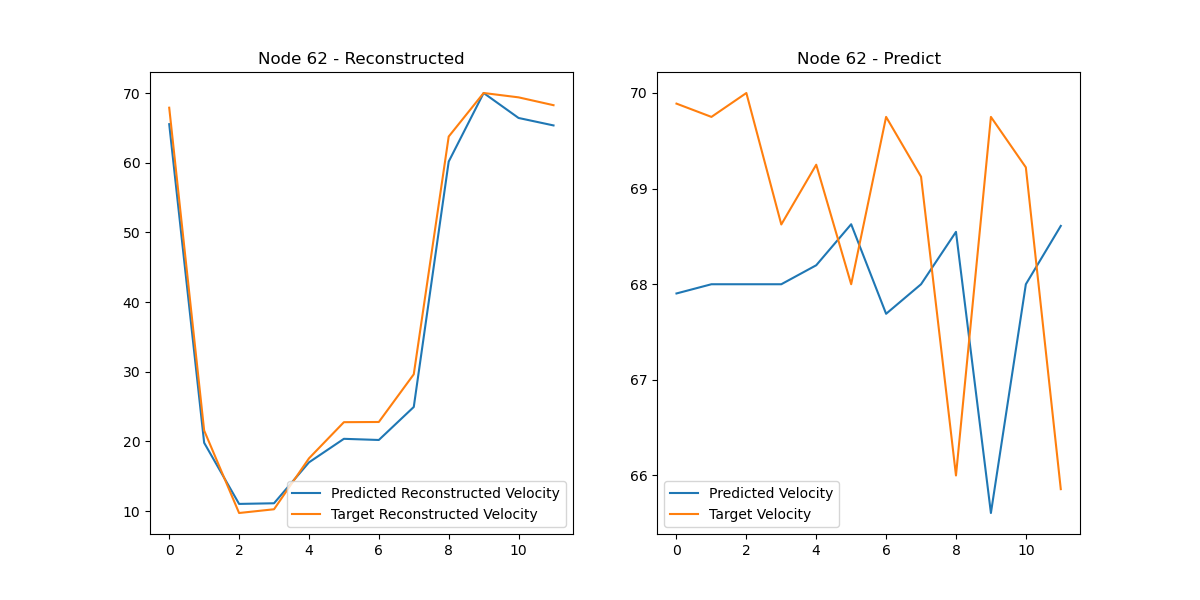 Node 62 - Reconstructed
70
60
50
40
30
20
10
0 2 4 6 8 10
Predicted Reconstructed Velocity
Target Reconstructed Velocity
Node 62 - Predict
70
69
68
67
66
0 2 4 6 8 10
Predicted Velocity
Target Velocity